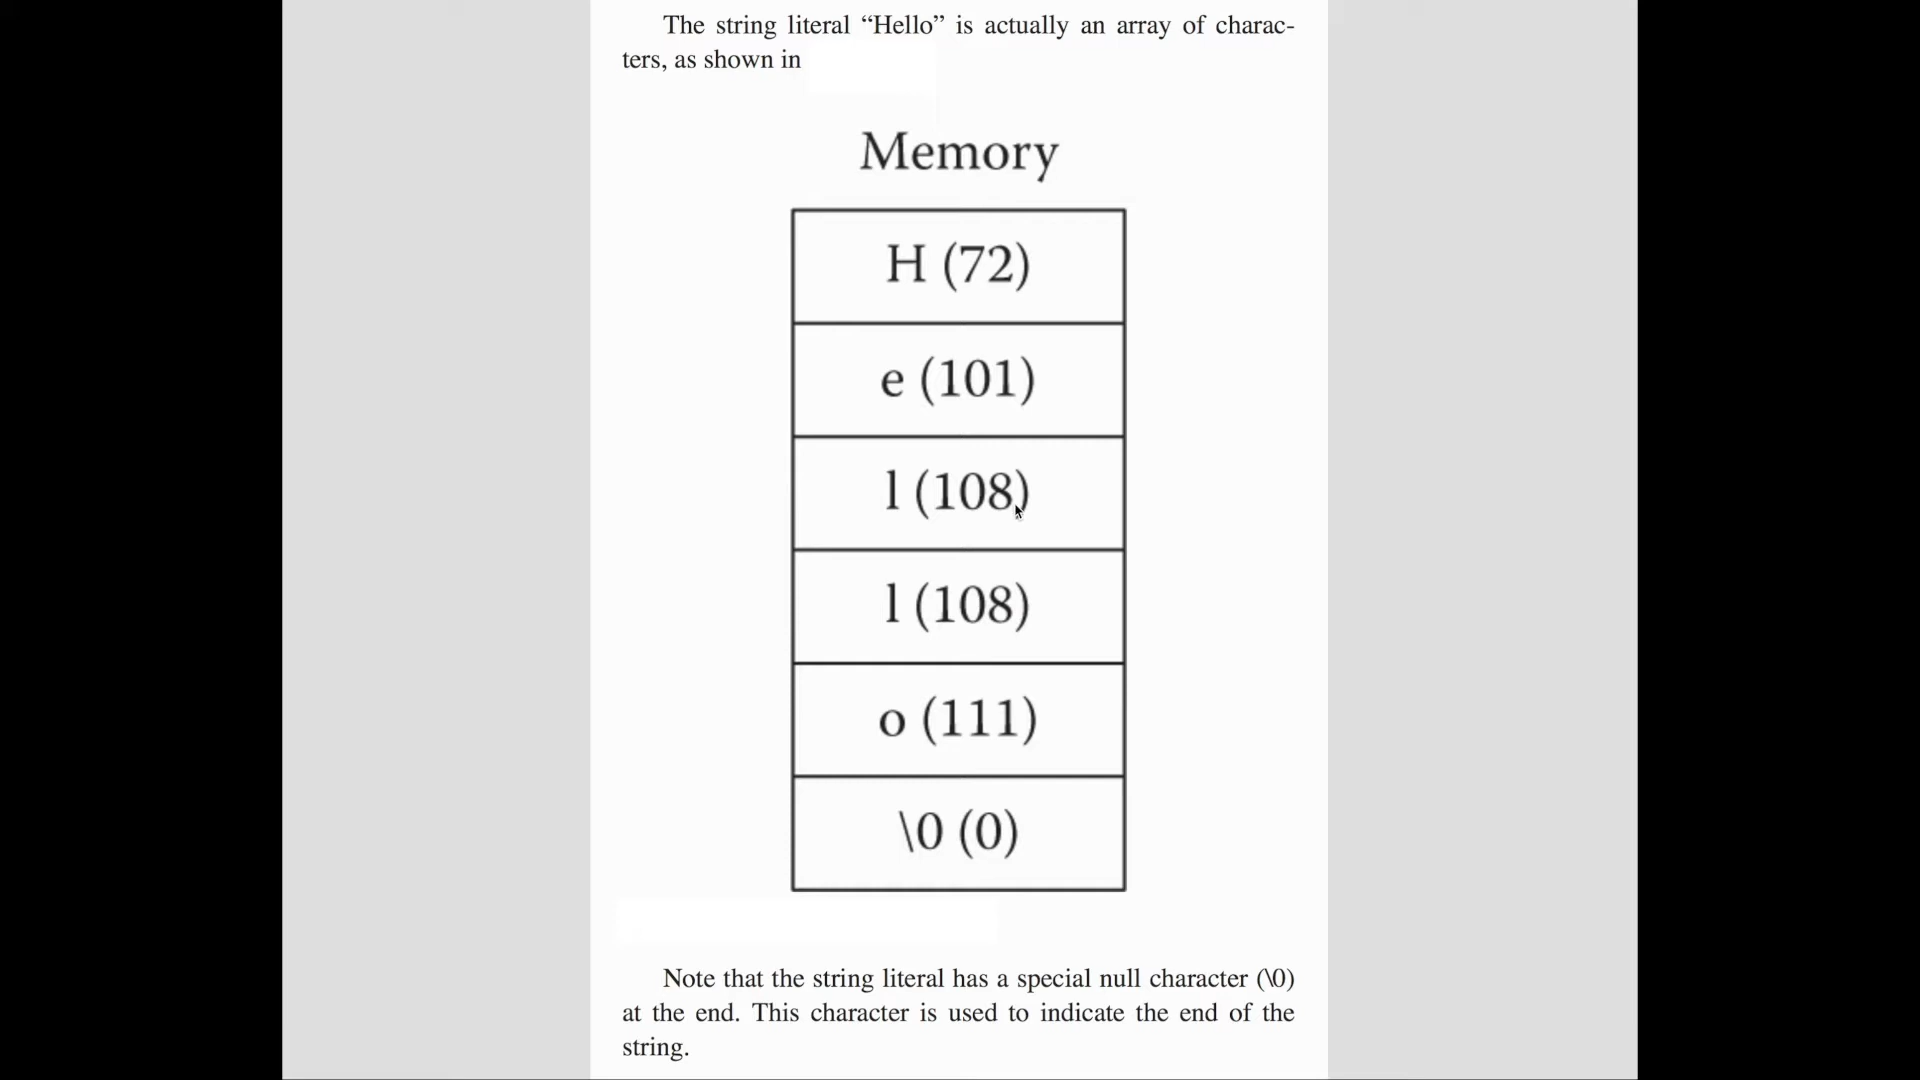 The string literal “Hello” is actually an array of charac-
ters, as shown in
Memory
H (72)
e (101)
l (108)
l (108)
o (111)
\0 (0)
Note that the string literal has a special null character (\0)
at the end. This character is used to indicate the end of the
string.